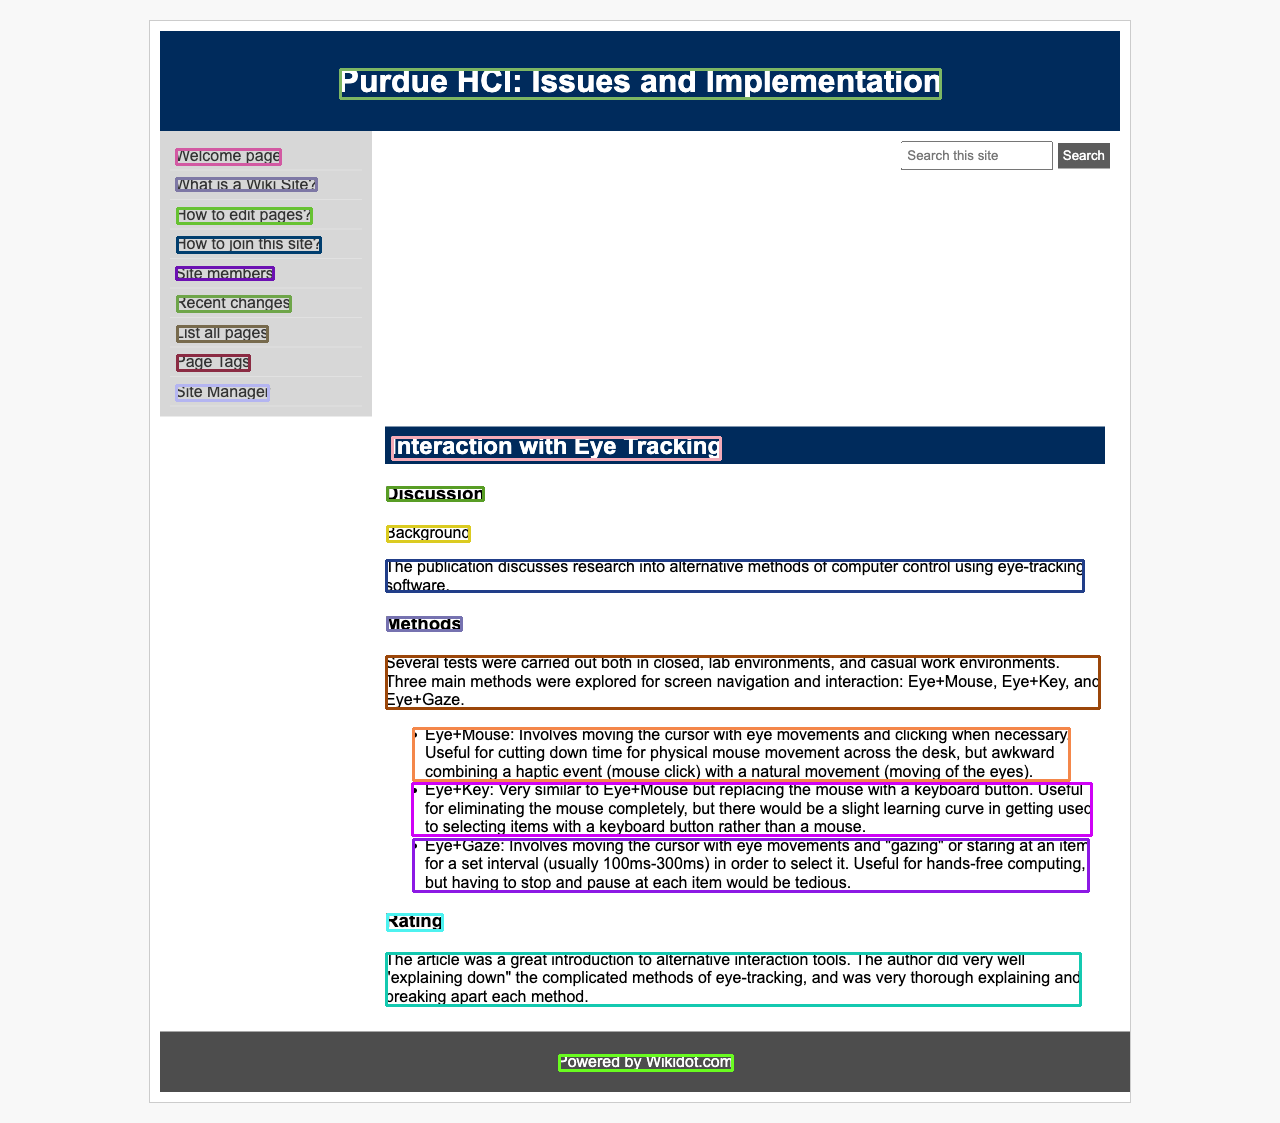 Purdue HCI: Issues and Implementation
Search this site
Search
Welcome page
What is a Wiki Site?
How to edit pages?
How to join this site?
Site members
Recent changes
List all pages
Page Tags
Site Manager
Interaction with Eye Tracking
Discussion
Background
The publication discusses research into alternative methods of computer control using eye-tracking
software.
Methods
Several tests were carried out both in closed, lab environments, and casual work environments.
Three main methods were explored for screen navigation and interaction: Eye+Mouse, Eye+Key, and
Eye+Gaze.
• Eye+Mouse: Involves moving the cursor with eye movements and clicking when necessary.
Useful for cutting down time for physical mouse movement across the desk, but awkward
combining a haptic event (mouse click) with a natural movement (moving of the eyes).
• Eye+Key: Very similar to Eye+Mouse but replacing the mouse with a keyboard button. Useful
for eliminating the mouse completely, but there would be a slight learning curve in getting used
to selecting items with a keyboard button rather than a mouse.
• Eye+Gaze: Involves moving the cursor with eye movements and "gazing" or staring at an item
for a set interval (usually 100ms-300ms) in order to select it. Useful for hands-free computing,
but having to stop and pause at each item would be tedious.
Rating
The article was a great introduction to alternative interaction tools. The author did very well
"explaining down" the complicated methods of eye-tracking, and was very thorough explaining and
breaking apart each method.
Powered by Wikidot.com